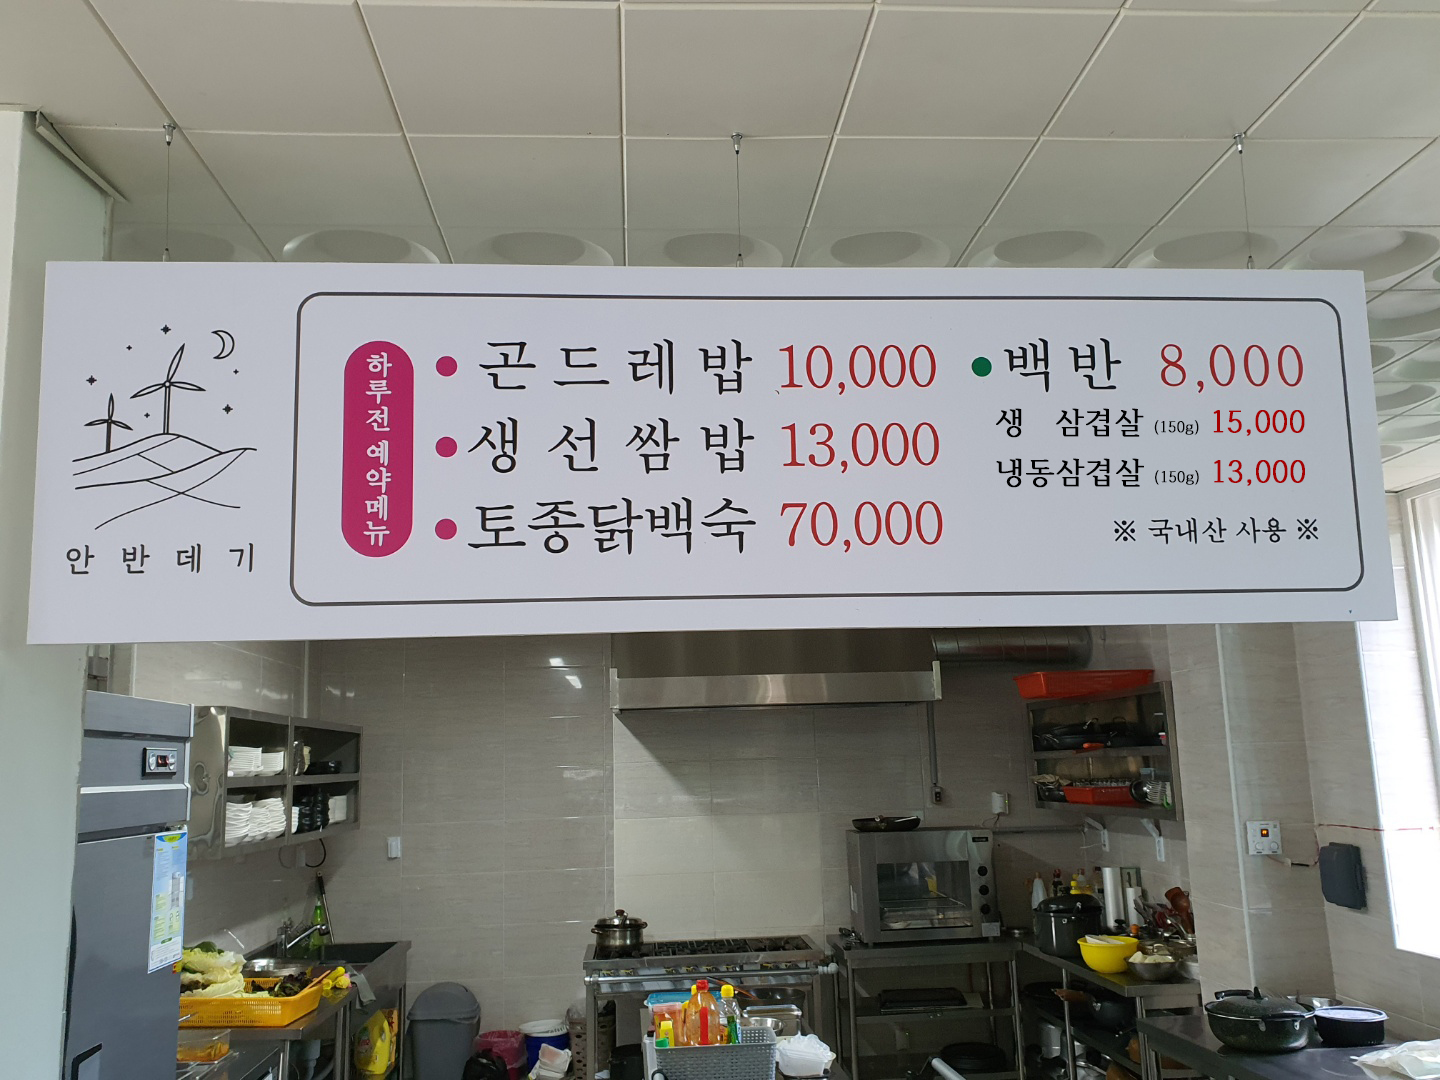 안반데기
하루전 예약메뉴
곤드레밥 10,000
생선쌈밥 13,000
토종닭백숙 70,000
백반 8,000
생 삼겹살 (150g) 15,000
냉동삼겹살 (150g) 13,000
※ 국내산 사용 ※